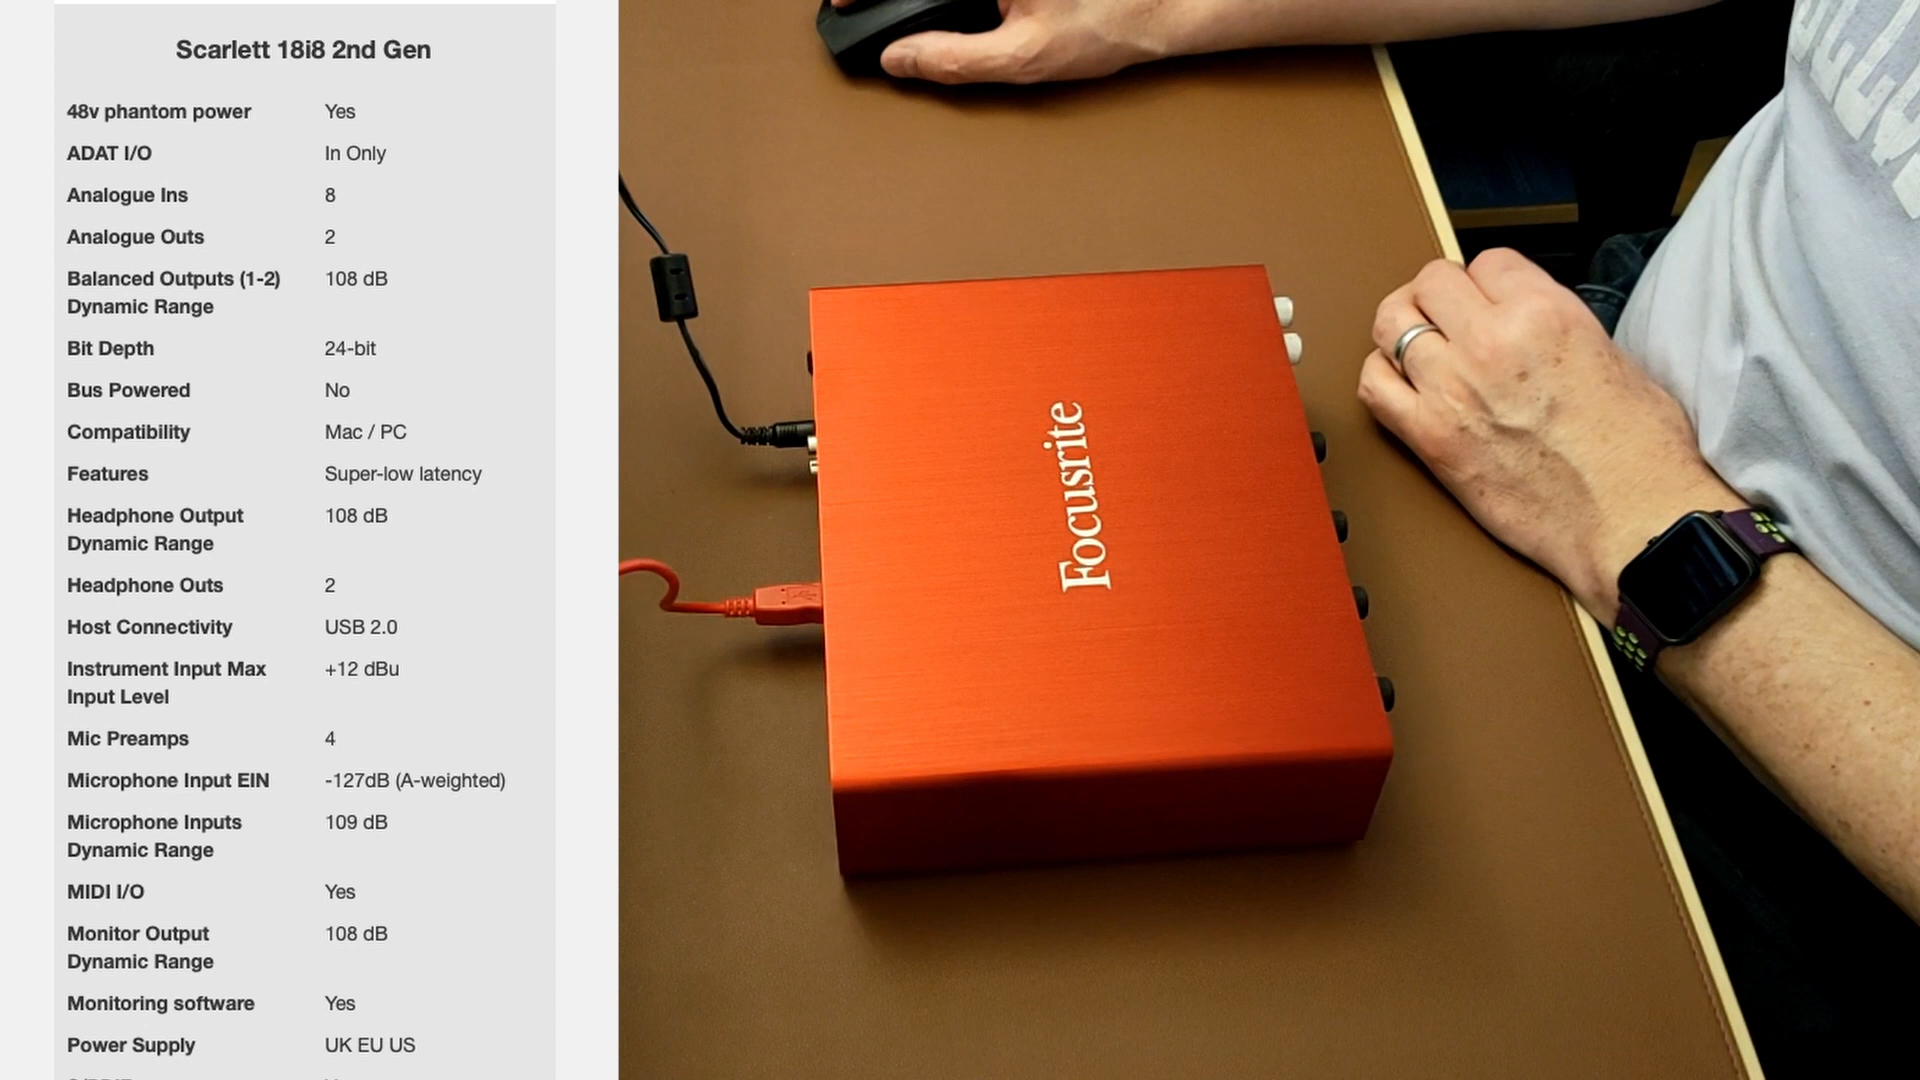 Scarlett 18i8 2nd Gen
48v phantom power Yes
ADAT I/O In Only
Analogue Ins 8
Analogue Outs 2
Balanced Outputs (1-2) 108 dB
Dynamic Range
Bit Depth 24-bit
Bus Powered No
Compatibility Mac / PC
Features Super-low latency
Headphone Output 108 dB
Dynamic Range
Headphone Outs 2
Host Connectivity USB 2.0
Instrument Input Max +12 dBu
Input Level
Mic Preamps 4
Microphone Input EIN -127dB (A-weighted)
Microphone Inputs 109 dB
Dynamic Range
MIDI I/O Yes
Monitor Output 108 dB
Dynamic Range
Monitoring software Yes
Power Supply UK EU US
Focusrite